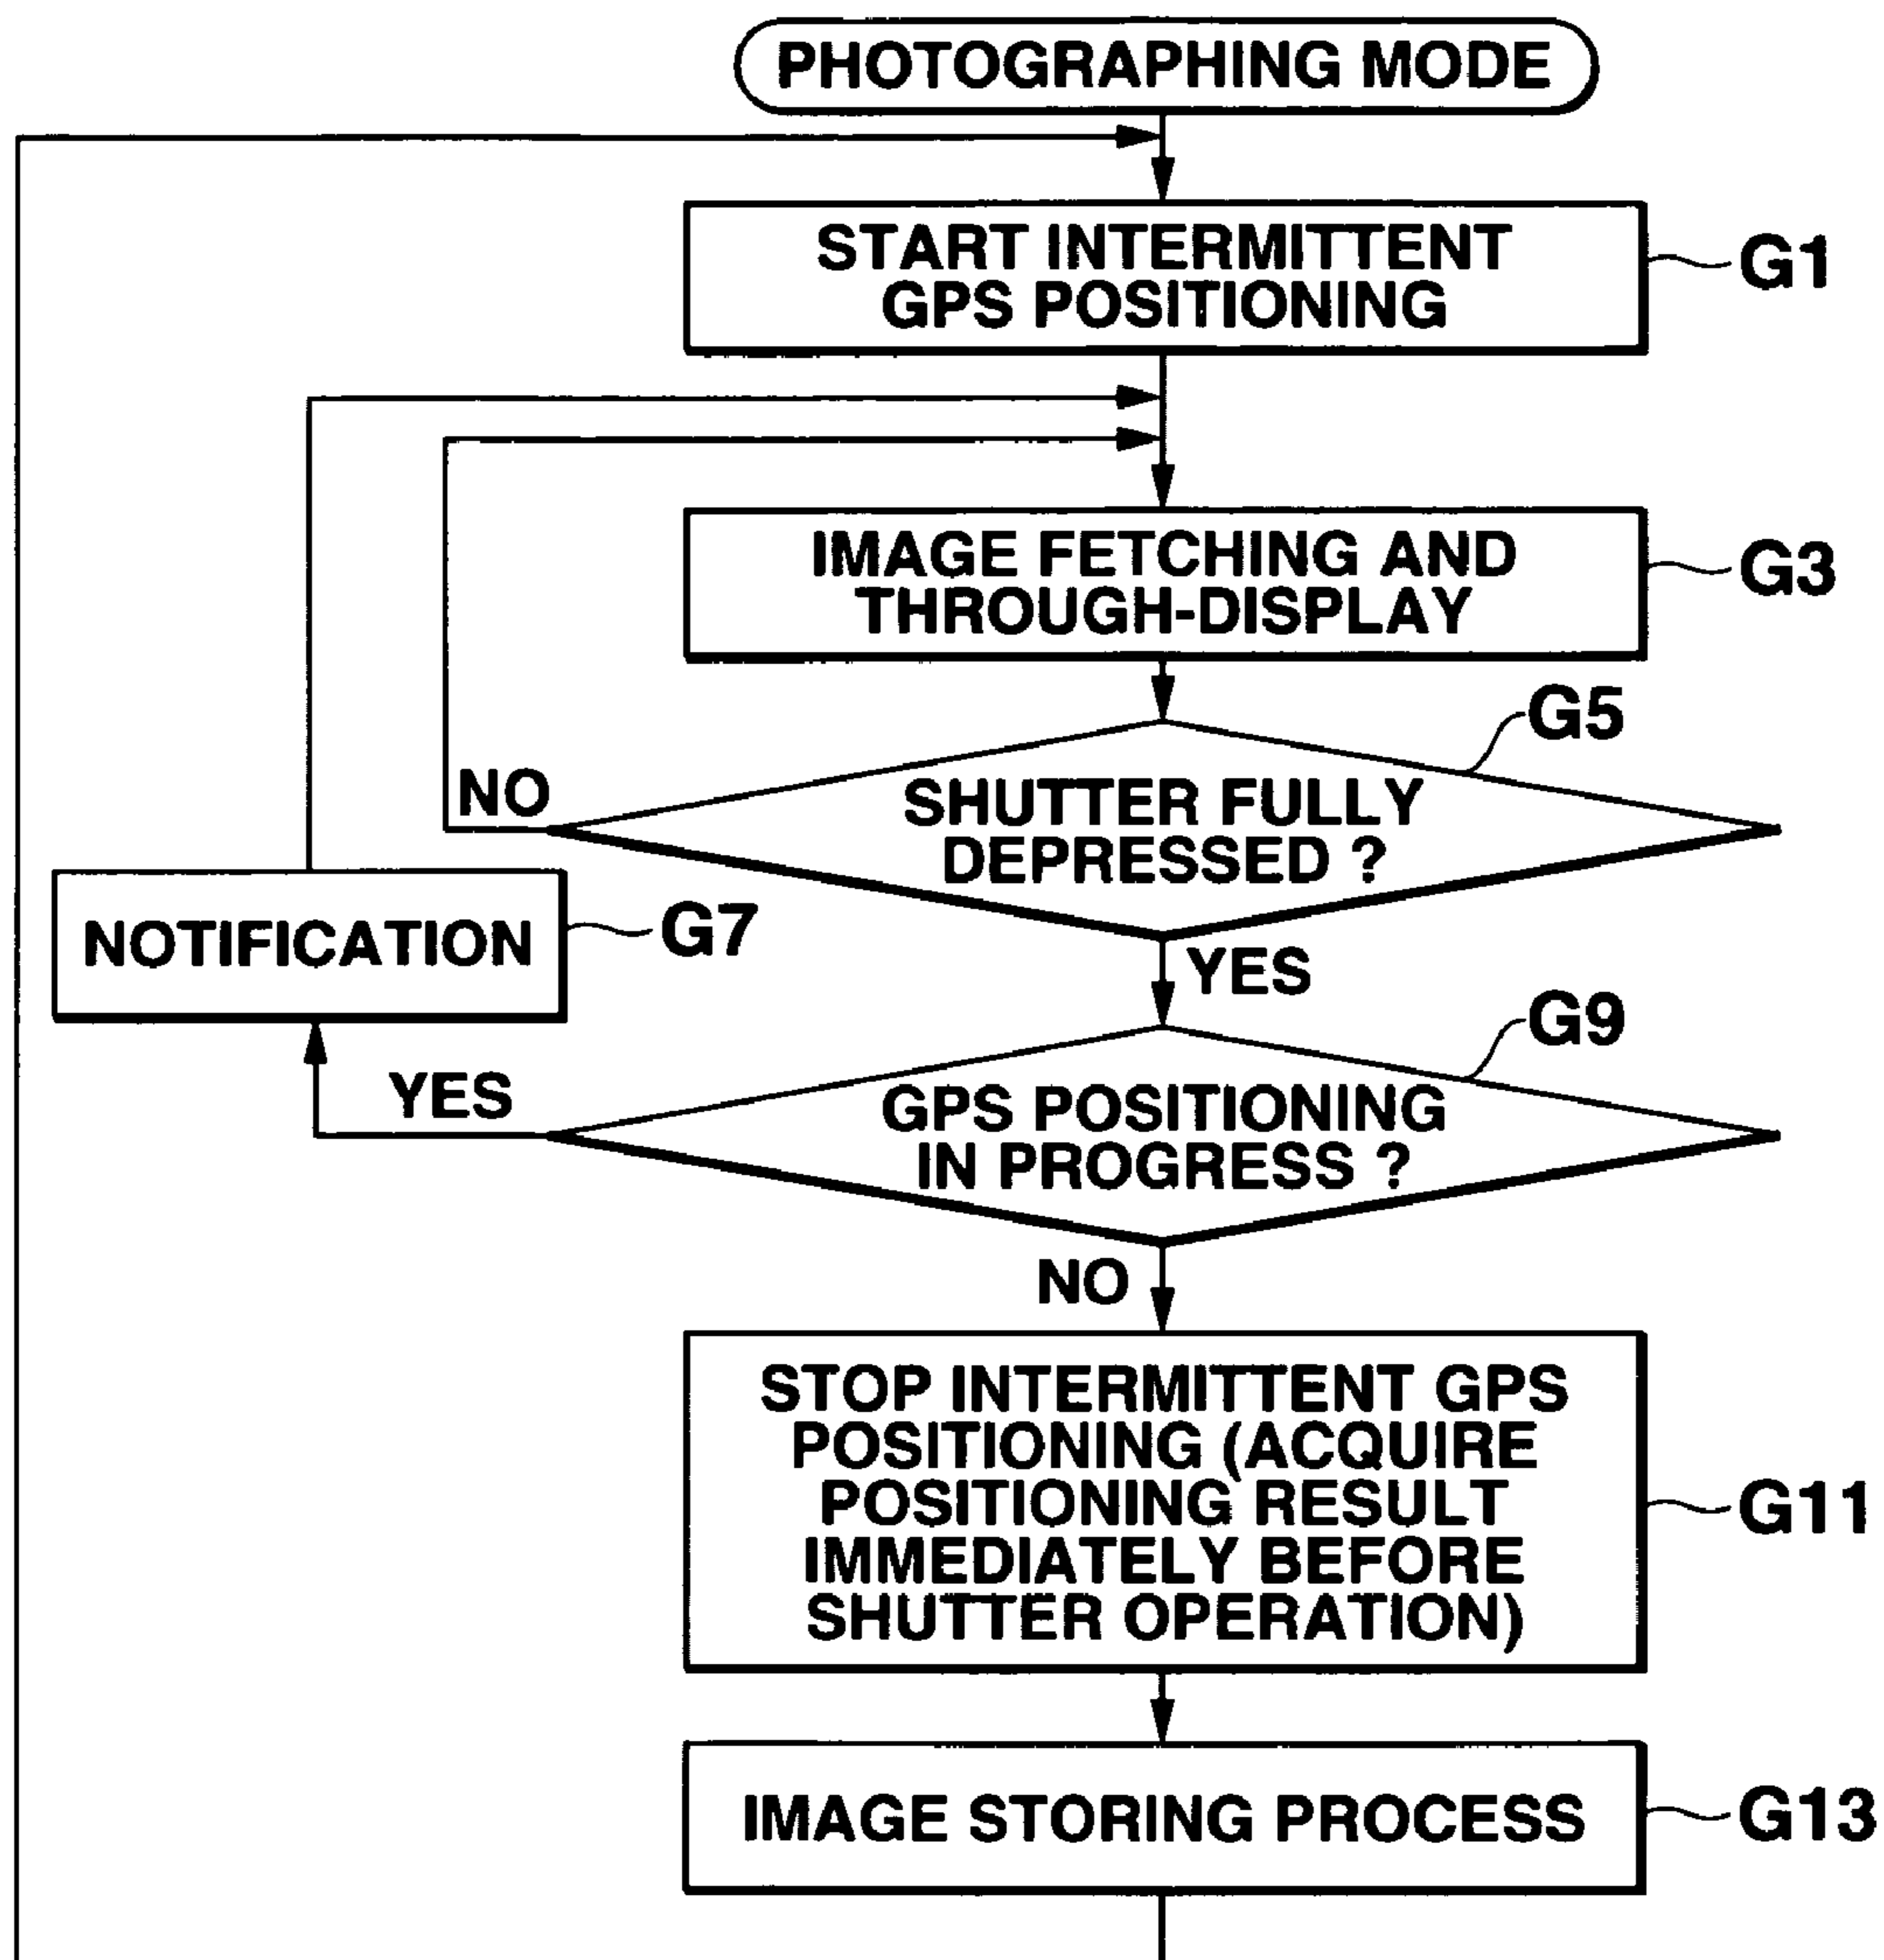 PHOTOGRAPHING MODE
START INTERMITTENT
GPS POSITIONING
G1
IMAGE FETCHING AND
THROUGH-DISPLAY
G3
G5
NO
SHUTTER FULLY
DEPRESSED ?
NOTIFICATION
G7
YES
G9
YES
GPS POSITIONING
IN PROGRESS ?
NO
STOP INTERMITTENT GPS
POSITIONING (ACQUIRE
POSITIONING RESULT
IMMEDIATELY BEFORE
SHUTTER OPERATION)
G11
IMAGE STORING PROCESS
G13